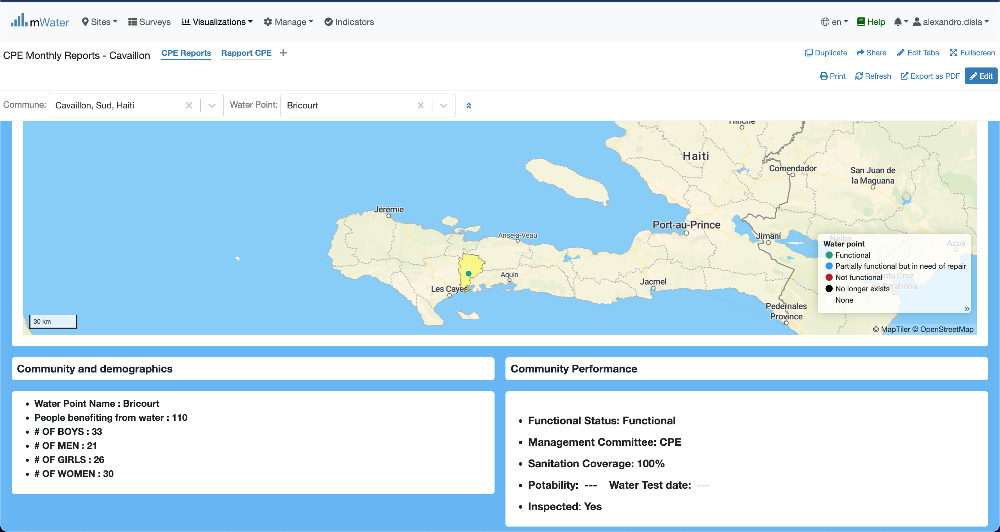 mWater Sites Surveys Visualizations Manage Indicators en Help alexandro.disla
CPE Monthly Reports - Cavaillon CPE Reports Rapport CPE + Duplicate Share Edit Tabs Fullscreen
Print Refresh Export as PDF Edit
Commune: Cavaillon, Sud, Haiti Water Point: Bricourt
Hinche
Haiti
Comendador
San Juan de
la Maguana
Jérémie
Port-au-Prince
Anse-à-Veau
Jimaní
Neiba
Azua
Water point
Functional
Partially functional but in need of repair
Not functional
No longer exists
None
Santa Cruz
de Barahona
Aquin
Jacmel
Les Cayes
Pedernales
Province
30 km
© MapTiler © OpenStreetMap
Community and demographics
• Water Point Name : Bricourt
• People benefiting from water : 110
• # OF BOYS : 33
• # OF MEN : 21
• # OF GIRLS : 26
• # OF WOMEN : 30
Community Performance
• Functional Status: Functional
• Management Committee: CPE
• Sanitation Coverage: 100%
• Potability: --- Water Test date: ---
• Inspected: Yes